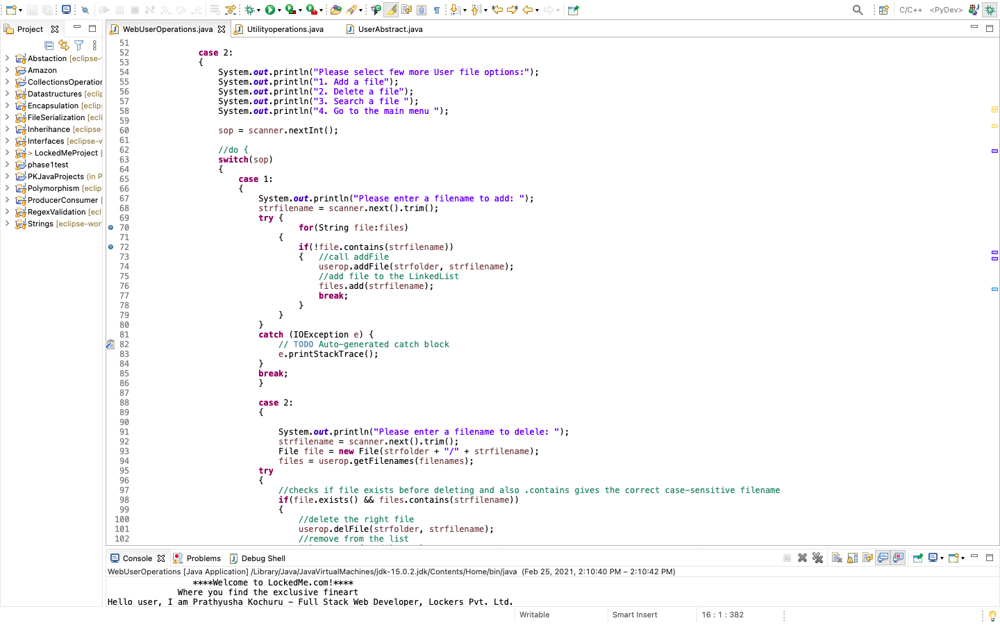 C/C++ <PyDev>
Project
WebUserOperations.java
Utilityoperations.java
UserAbstract.java
Abstaction [eclipse-
Amazon
CollectionsOperation
Datastructures [eclip
Encapsulation [eclips
FileSerialization [ecli
Inherihance [eclipse-
Interfaces [eclipse-w
> LockedMeProject [
phase1test
PKJavaProjects (in P
Polymorphism [eclip
ProducerConsumer [
RegexValidation [ecl
Strings [eclipse-wor
51
52 case 2:
53 {
54 System.out.println("Please select few more User file options:");
55 System.out.println("1. Add a file");
56 System.out.println("2. Delete a file");
57 System.out.println("3. Search a file ");
58 System.out.println("4. Go to the main menu ");
59
60 sop = scanner.nextInt();
61
62 //do {
63 switch(sop)
64 {
65 case 1:
66 {
67 System.out.println("Please enter a filename to add: ");
68 strfilename = scanner.next().trim();
69 try {
70 for(String file:files)
71 {
72 if(!file.contains(strfilename))
73 { //call addFile
74 userop.addFile(strfolder, strfilename);
75 //add file to the LinkedList
76 files.add(strfilename);
77 break;
78 }
79 }
80 }
81 catch (IOException e) {
82 // TODO Auto-generated catch block
83 e.printStackTrace();
84 }
85 break;
86 }
87
88 case 2:
89 {
90
91 System.out.println("Please enter a filename to delele: ");
92 strfilename = scanner.next().trim();
93 File file = new File(strfolder + "/" + strfilename);
94 files = userop.getFilenames(filenames);
95 try
96 {
97 //checks if file exists before deleting and also .contains gives the correct case-sensitive filename
98 if(file.exists() && files.contains(strfilename))
99 {
100 //delete the right file
101 userop.delFile(strfolder, strfilename);
102 //remove from the list
Console
Problems
Debug Shell
WebUserOperations [Java Application] /Library/Java/JavaVirtualMachines/jdk-15.0.2.jdk/Contents/Home/bin/java (Feb 25, 2021, 2:10:40 PM – 2:10:42 PM)
****Welcome to LockedMe.com!****
Where you find the exclusive fineart
Hello user, I am Prathyusha Kochuru - Full Stack Web Developer, Lockers Pvt. Ltd.
Writable
Smart Insert
16 : 1 : 382